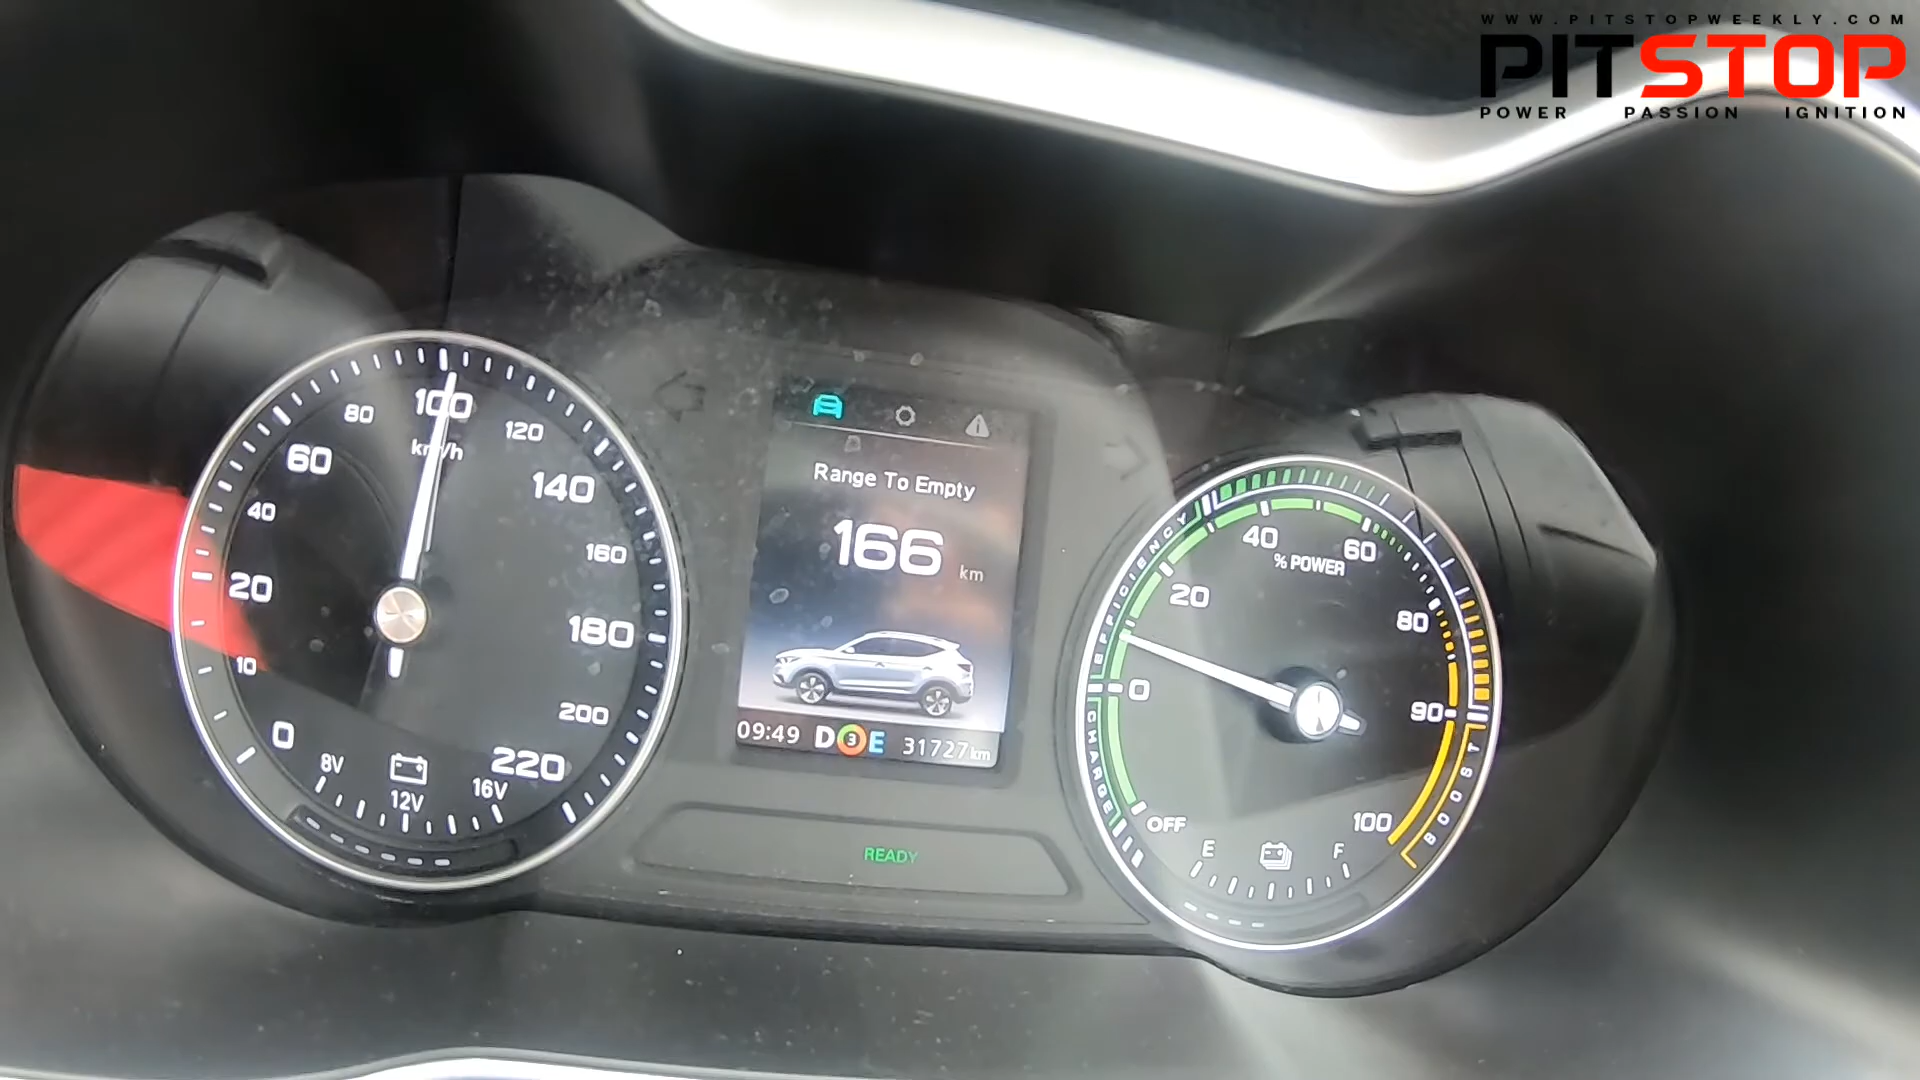 WWW.PITSTOPWEEKLY.COM
PITSTOP
POWER PASSION IGNITION
0
10
20
40
60
80
100
120
140
160
180
200
220
km/h
8V
12V
16V
Range To Empty
166 km
09:49 D 3 E 31727km
READY
OFF
0
20
40
60
80
90
100
% POWER
CHARGE
EFFICIENCY
BOOST
E F